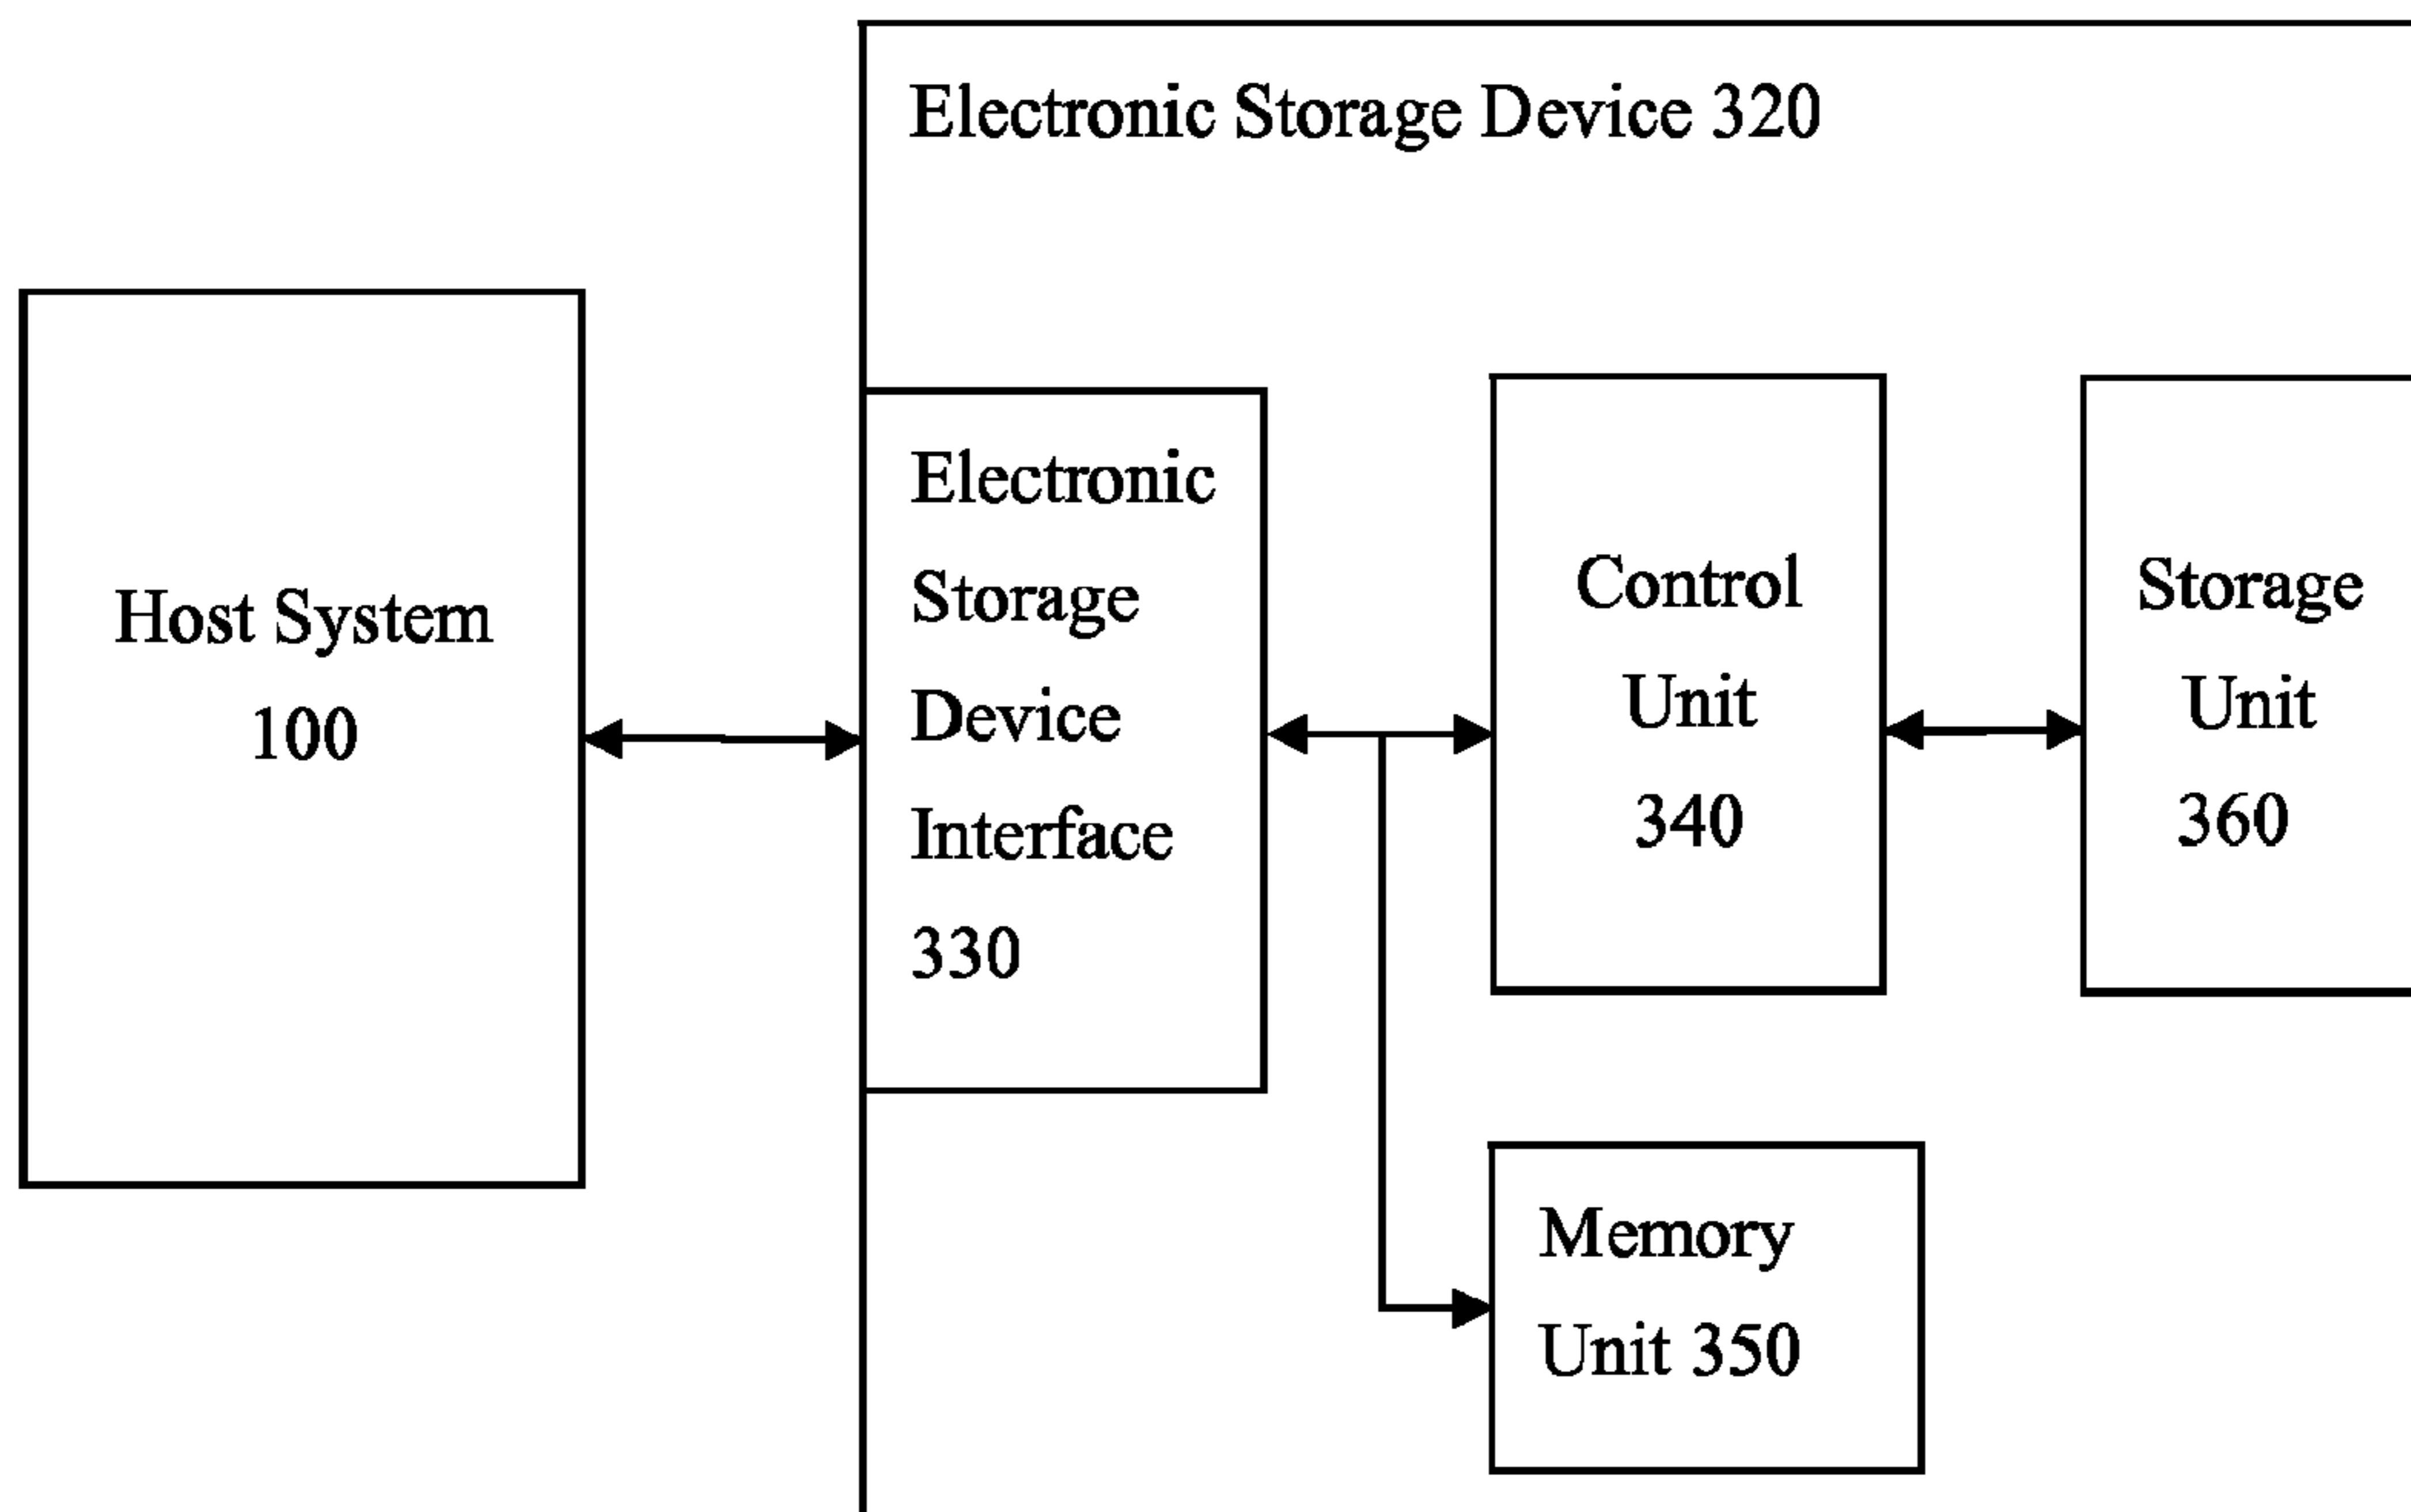 Electronic Storage Device 320
Host System
100
Electronic
Storage
Device
Interface
330
Control
Unit
340
Storage
Unit
360
Memory
Unit 350